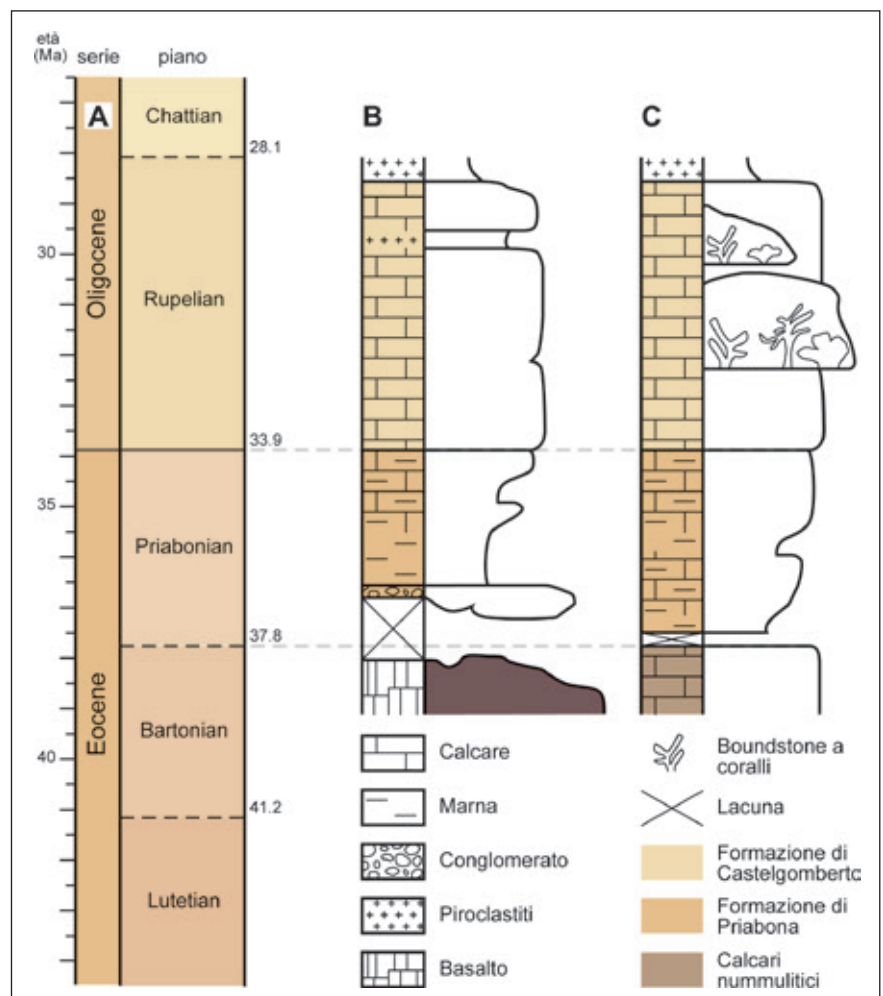 età
(Ma)
serie
piano
A
B
C
Chattian
28.1
Oligocene
30
Rupelian
33.9
35
Priabonian
37.8
Eocene
Bartonian
40
41.2
Lutetian
Calcare
Marna
Conglomerato
Piroclastiti
Basalto
Boundstone a
coralli
Lacuna
Formazione di
Castelgomberto
Formazione di
Priabona
Calcari
nummulitici